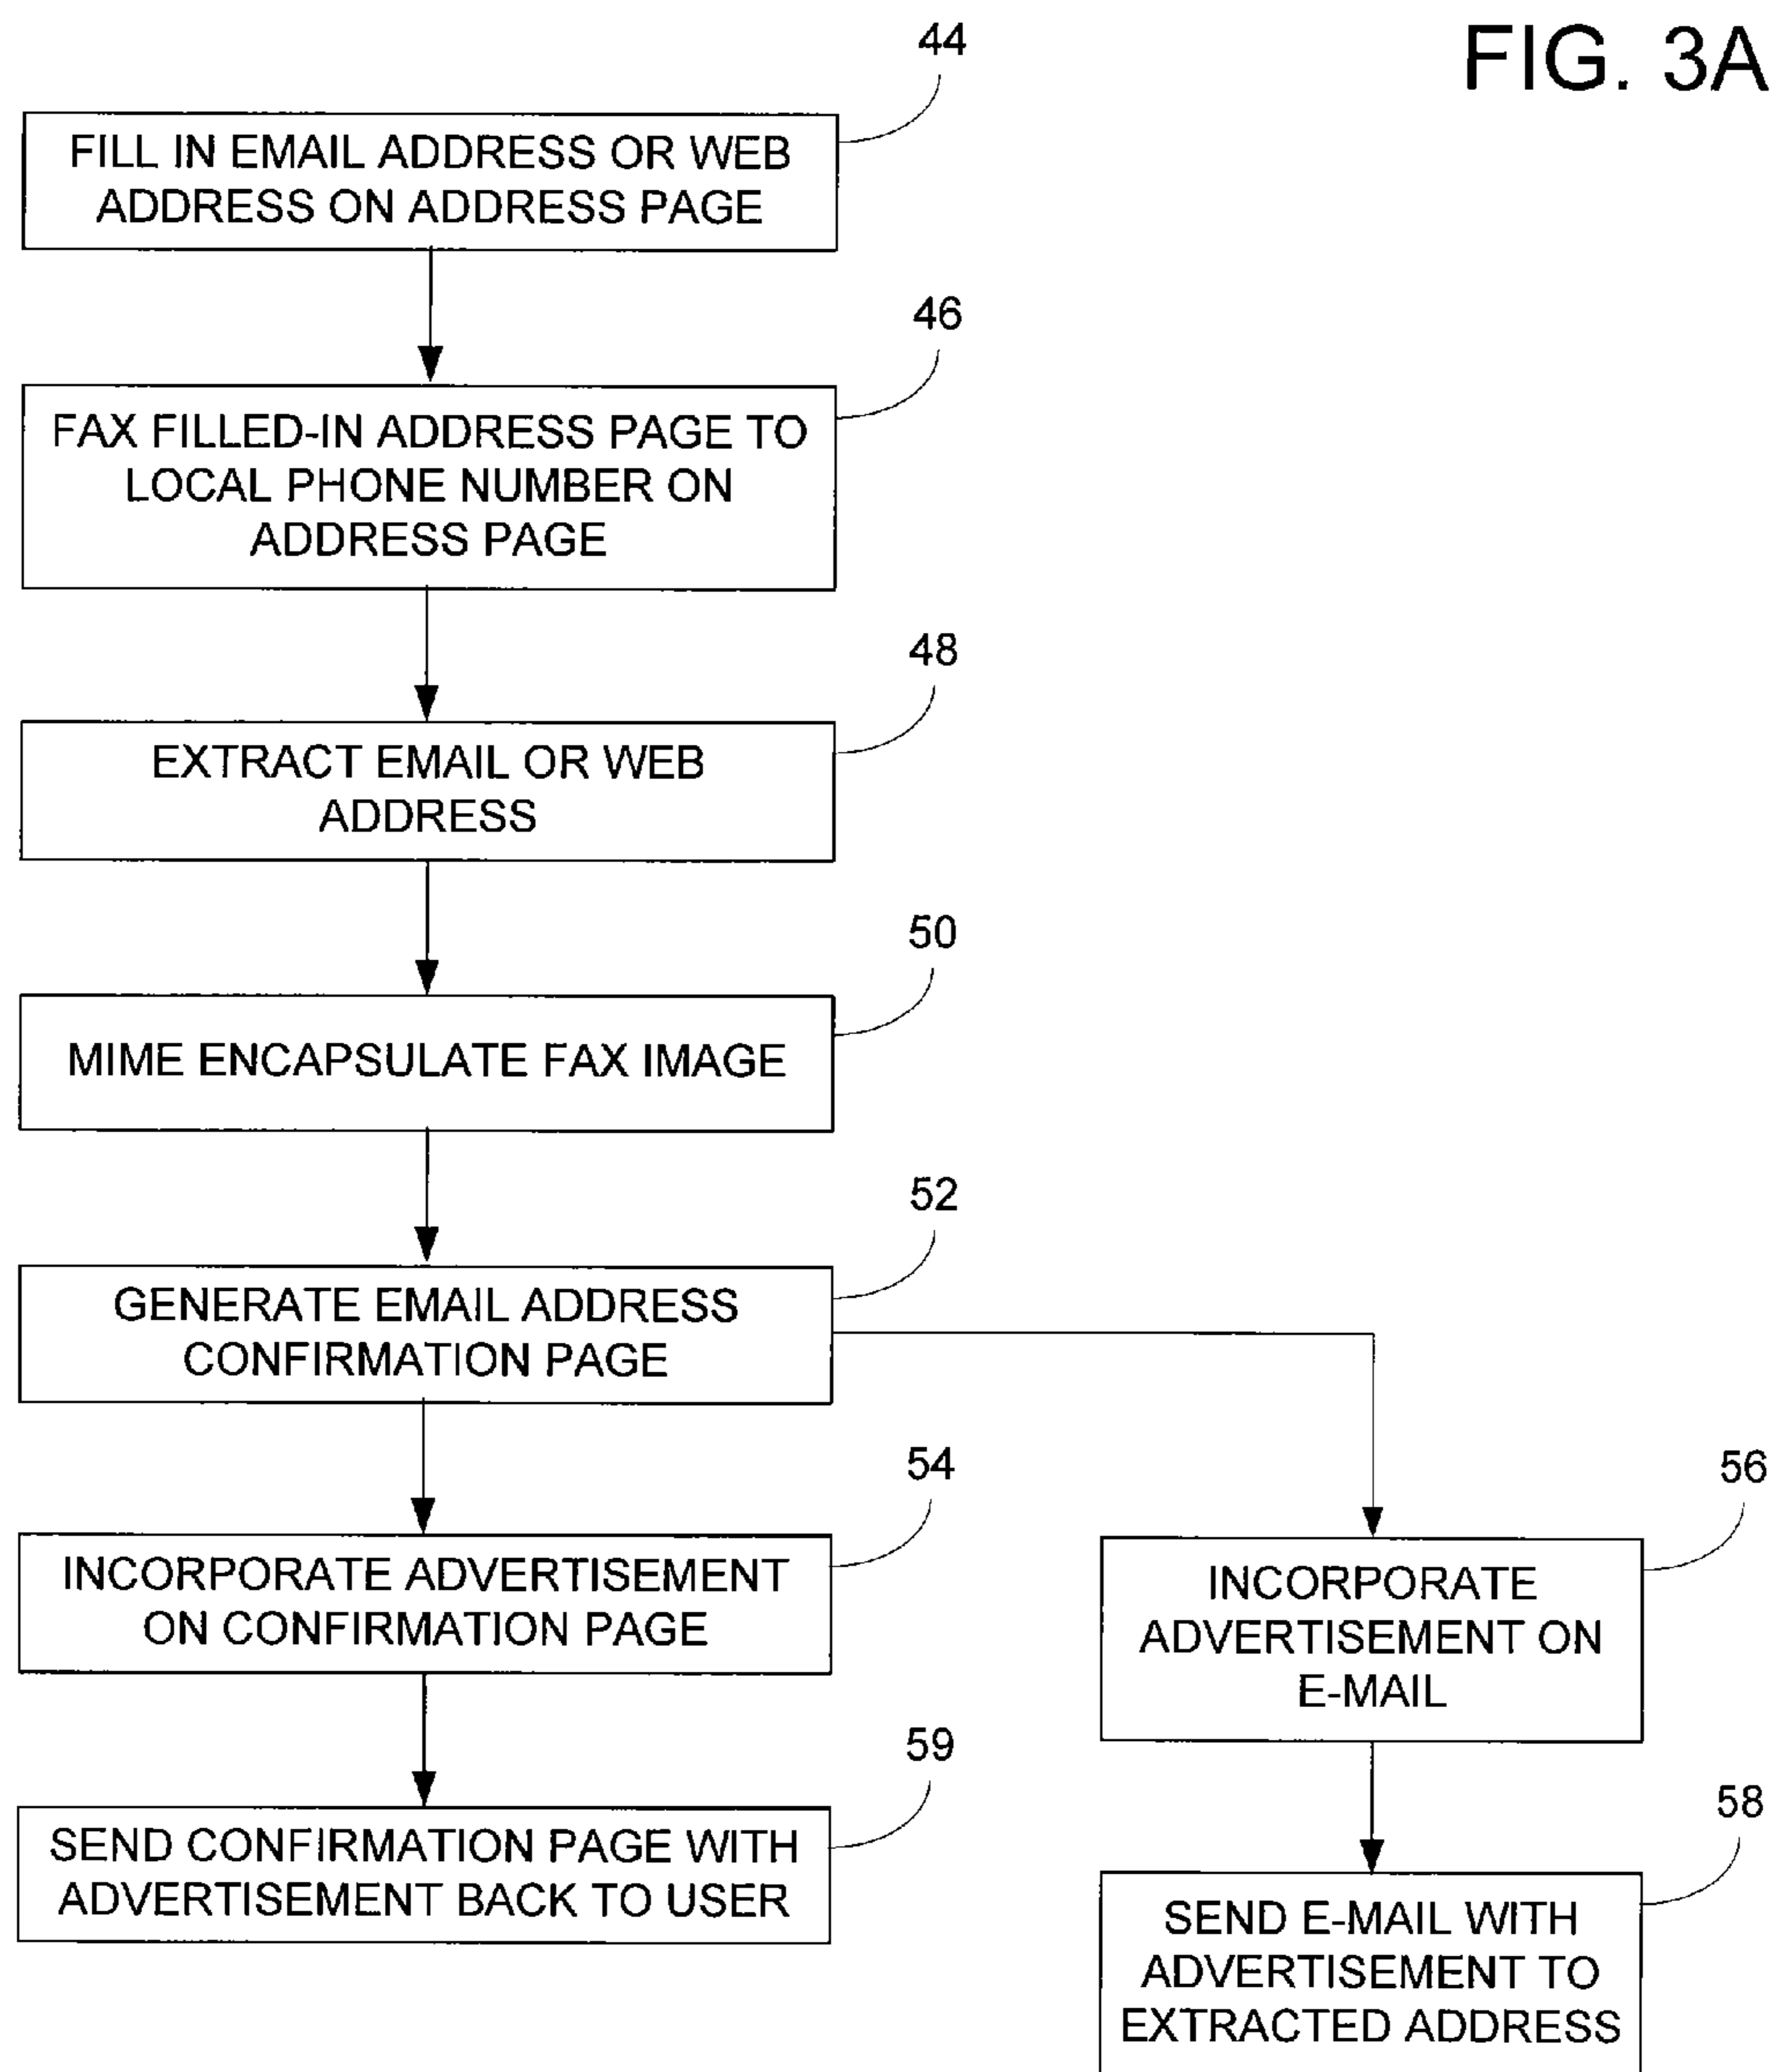 FIG. 3A
44
FILL IN EMAIL ADDRESS OR WEB
ADDRESS ON ADDRESS PAGE
46
FAX FILLED-IN ADDRESS PAGE TO
LOCAL PHONE NUMBER ON
ADDRESS PAGE
48
EXTRACT EMAIL OR WEB
ADDRESS
50
MIME ENCAPSULATE FAX IMAGE
52
GENERATE EMAIL ADDRESS
CONFIRMATION PAGE
54
INCORPORATE ADVERTISEMENT
ON CONFIRMATION PAGE
59
SEND CONFIRMATION PAGE WITH
ADVERTISEMENT BACK TO USER
56
INCORPORATE
ADVERTISEMENT ON
E-MAIL
58
SEND E-MAIL WITH
ADVERTISEMENT TO
EXTRACTED ADDRESS